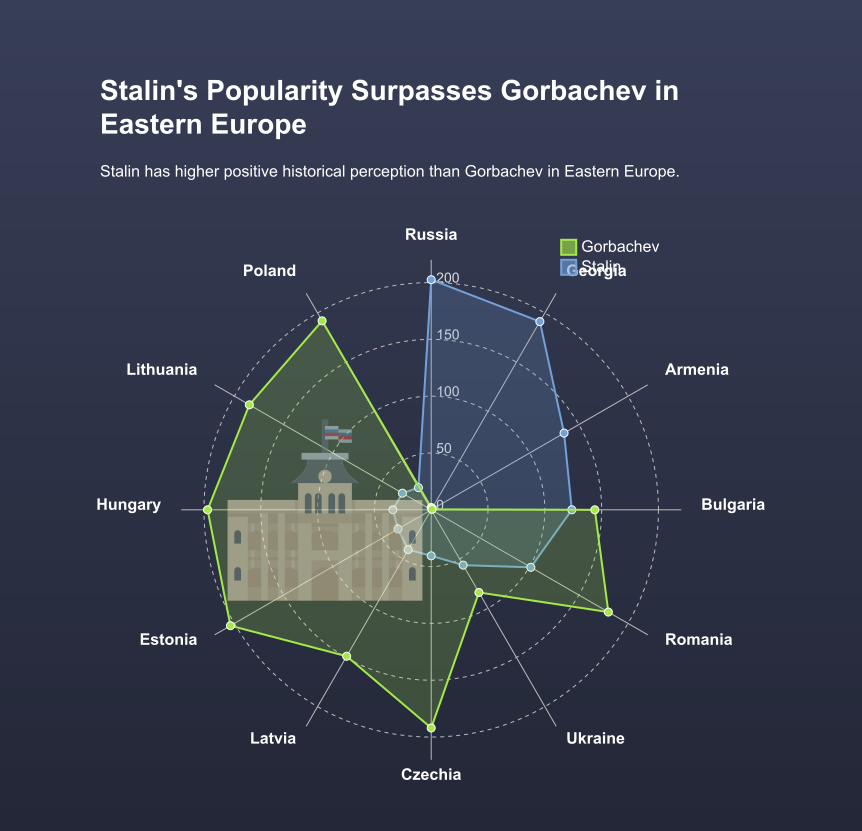 Stalin's Popularity Surpasses Gorbachev in
Eastern Europe
Stalin has higher positive historical perception than Gorbachev in Eastern Europe.
Russia
Gorbachev
Stalin
Georgia
Poland
200
150
Lithuania
Armenia
100
50
0
Hungary
Bulgaria
Estonia
Romania
Latvia
Ukraine
Czechia